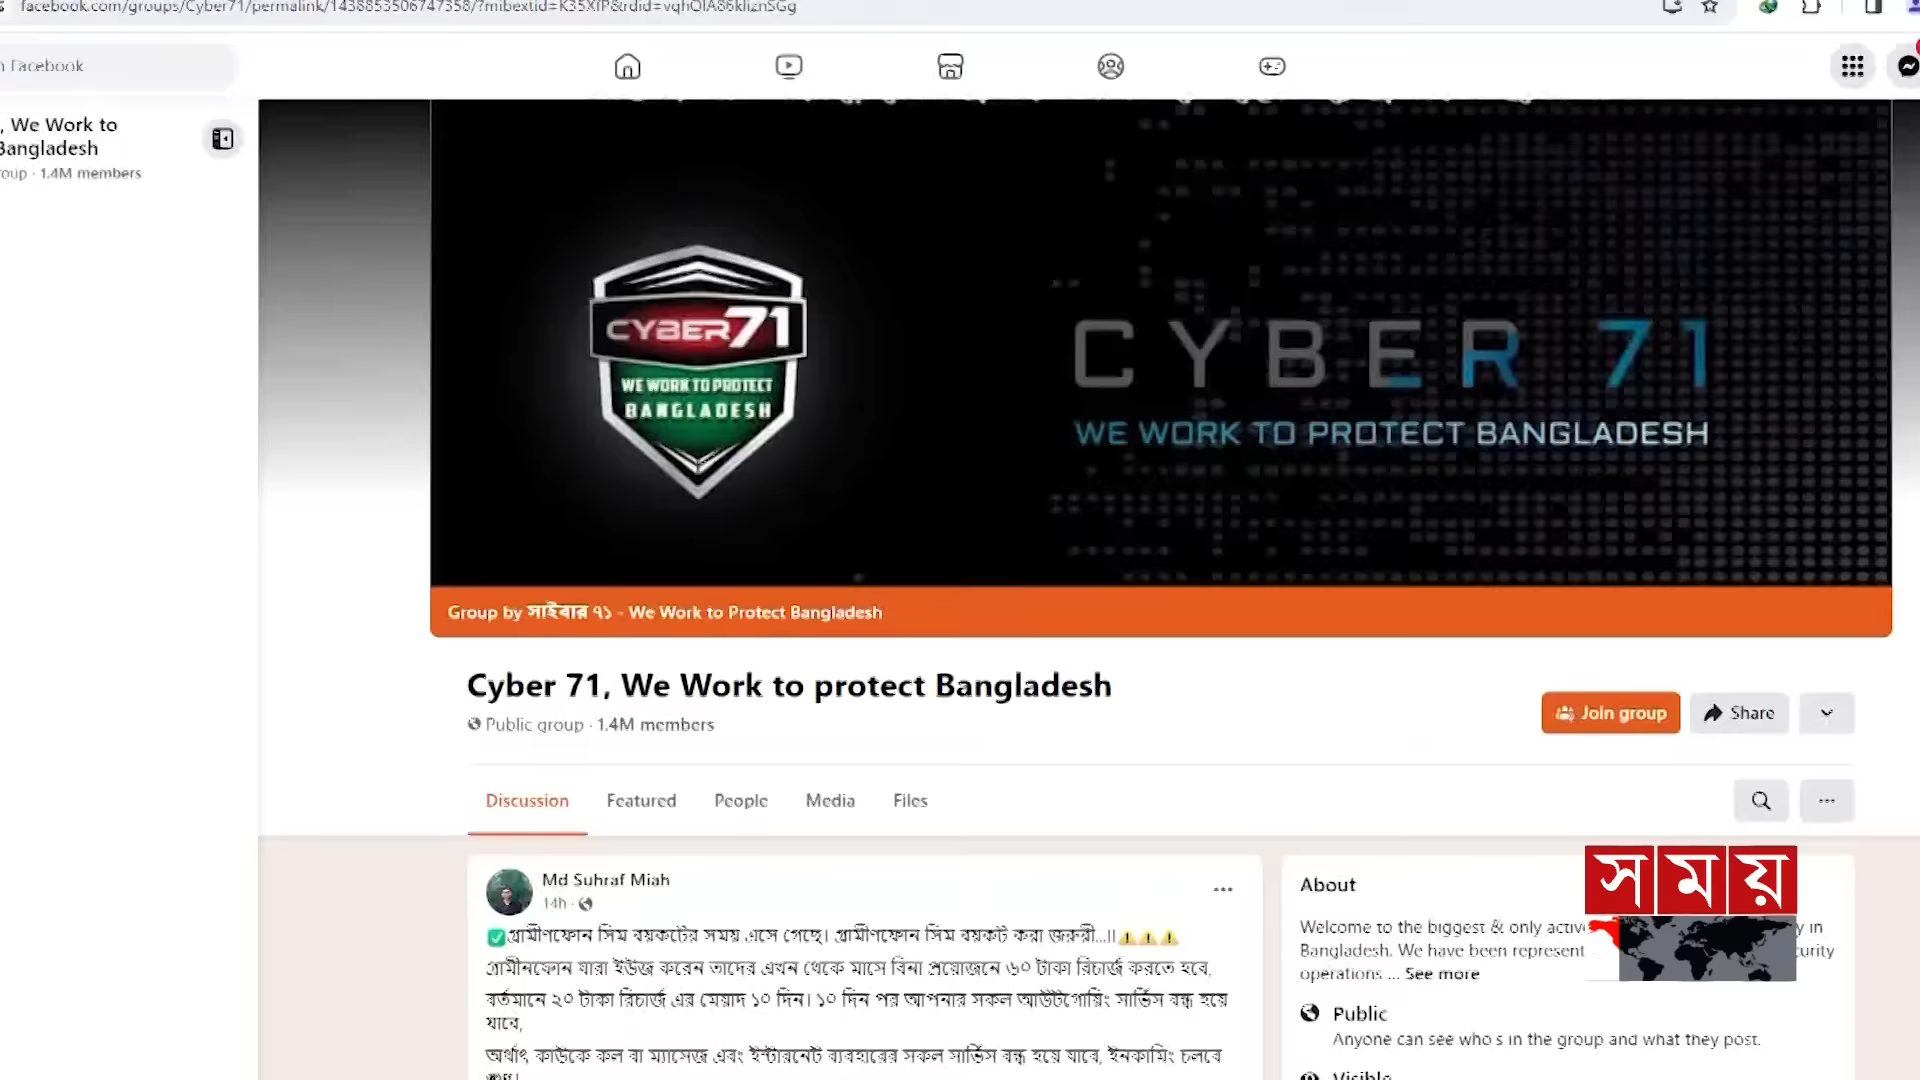 facebook.com/groups/Cyber71/permalink/1438853506747358/?mibextid=K35XfP&rdid=vqhQIA86kliznSGg
Facebook
, We Work to
Bangladesh
oup · 1.4M members
CYBER71
WE WORK TO PROTECT
BANGLADESH
CYBER 71
WE WORK TO PROTECT BANGLADESH
Group by সাইবার ৭১ - We Work to Protect Bangladesh
Cyber 71, We Work to protect Bangladesh
Public group · 1.4M members
Join group
Share
Discussion
Featured
People
Media
Files
Md Suhraf Miah
14h
গ্রামীণফোন সিম বয়কটের সময় এসে গেছে। গ্রামীণফোন সিম বয়কট করা জরুরী...!!
গ্রামীনফোন যারা ইউজ করেন তাদের এখন থেকে মাসে বিনা প্রয়োজনে ৬০ টাকা রিচার্জ করতে হবে,
বর্তমানে ২০ টাকা রিচার্জ এর মেয়াদ ১০ দিন। ১০ দিন পর আপনার সকল আউটগোয়িং সার্ভিস বন্ধ হয়ে
যাবে,
অর্থাৎ কাউকে কল বা ম্যাসেজ এবং ইন্টারনেট ব্যবহারের সকল সার্ভিস বন্ধ হয়ে যাবে, ইনকামিং চলবে
About
Welcome to the biggest & only activ
y in
Bangladesh. We have been represent
curity
operations ... See more
Public
Anyone can see who's in the group and what they post.
Visible
সময়